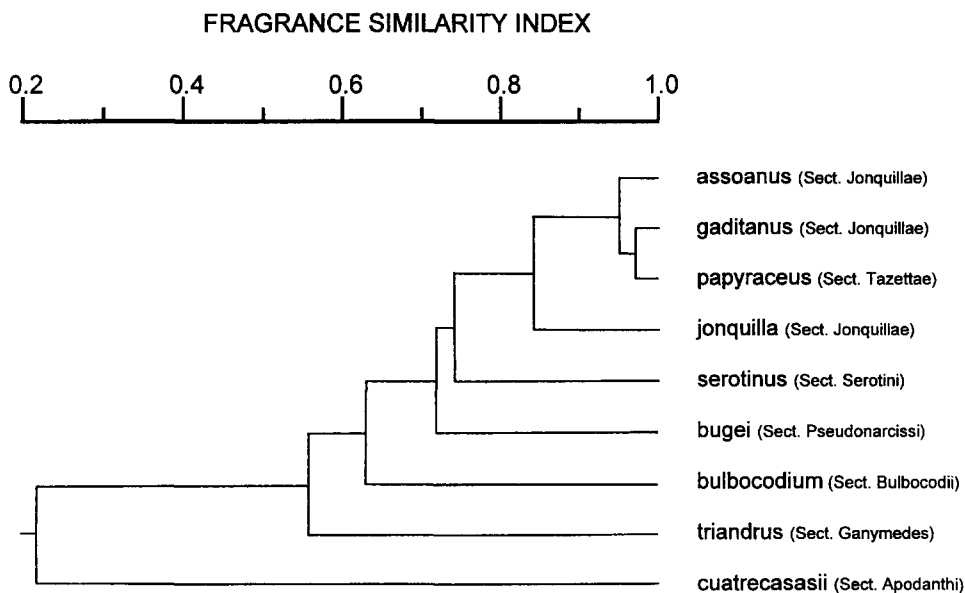 FRAGRANCE SIMILARITY INDEX
0.2 0.4 0.6 0.8 1.0
assoanus (Sect. Jonquillae)
gaditanus (Sect. Jonquillae)
papyraceus (Sect. Tazettae)
jonquilla (Sect. Jonquillae)
serotinus (Sect. Serotini)
bugei (Sect. Pseudonarcissi)
bulbocodium (Sect. Bulbocodii)
triandrus (Sect. Ganymedes)
cuatrecasasii (Sect. Apodanthi)